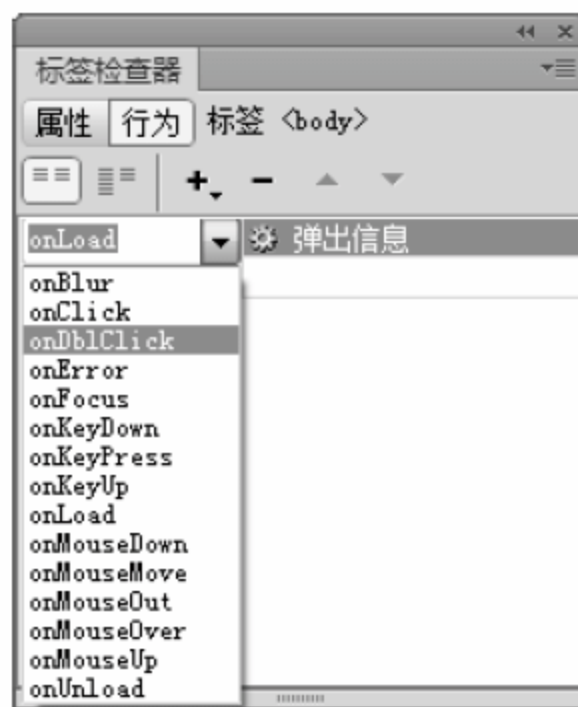 标签检查器
属性 行为 标签 <body>
onLoad 弹出信息
onBlur
onClick
onDblClick
onError
onFocus
onKeyDown
onKeyPress
onKeyUp
onLoad
onMouseDown
onMouseMove
onMouseOut
onMouseOver
onMouseUp
onUnload